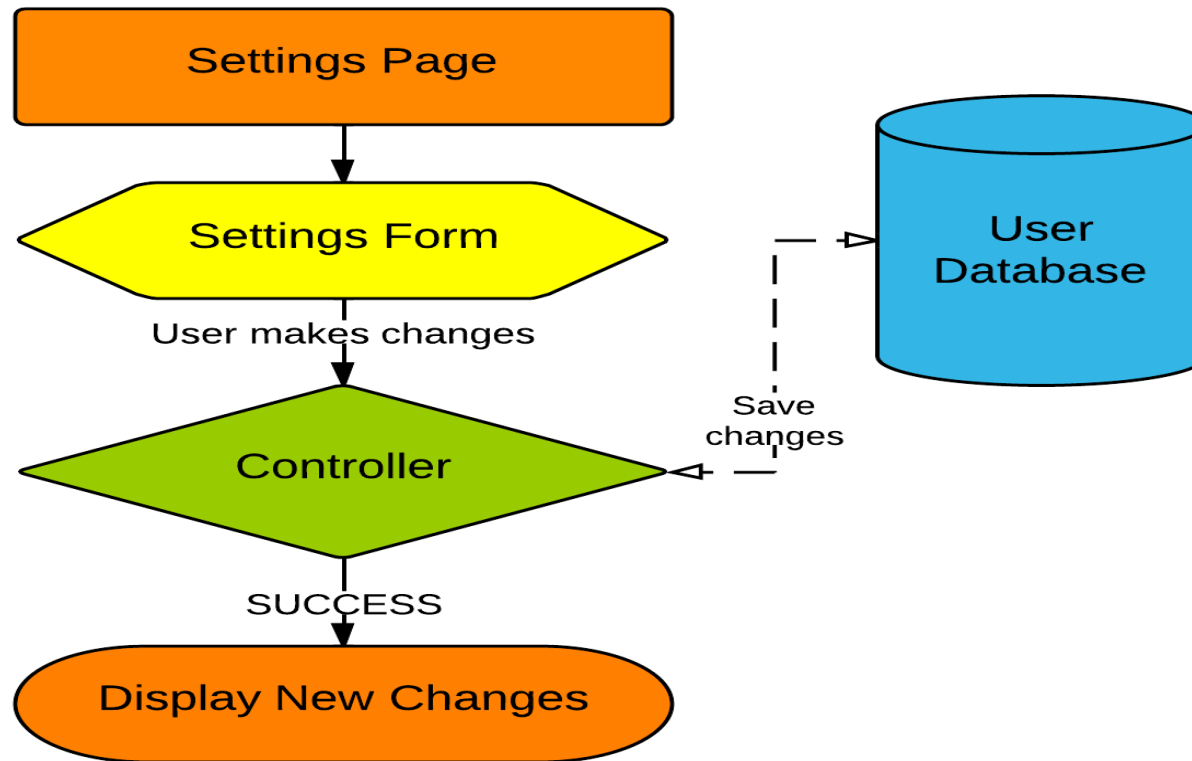 Settings Page
Settings Form
User
Database
User makes changes
Save
changes
Controller
SUCCESS
Display New Changes